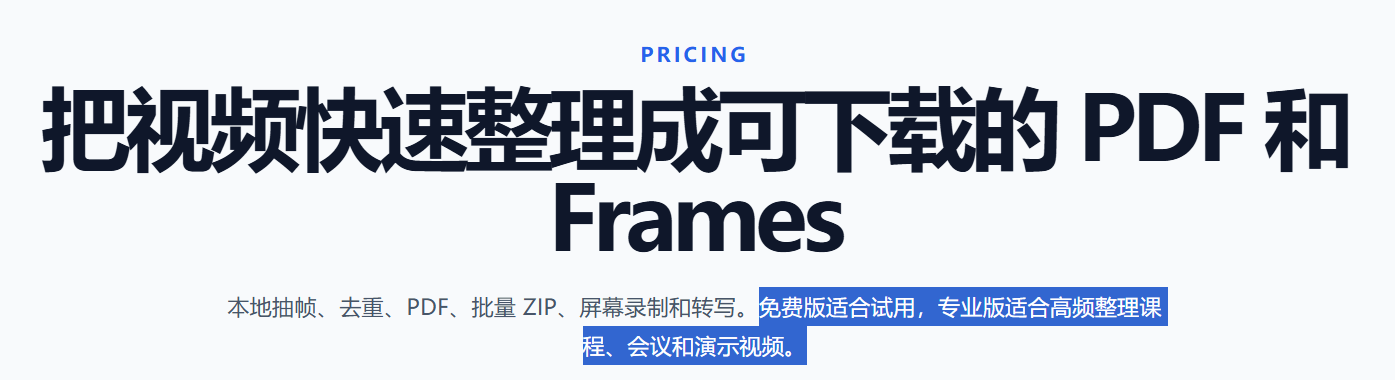 PRICING
把视频快速整理成可下载的 PDF 和
Frames
本地抽帧、去重、PDF、批量 ZIP、屏幕录制和转写。免费版适合试用，专业版适合高频整理课
程、会议和演示视频。